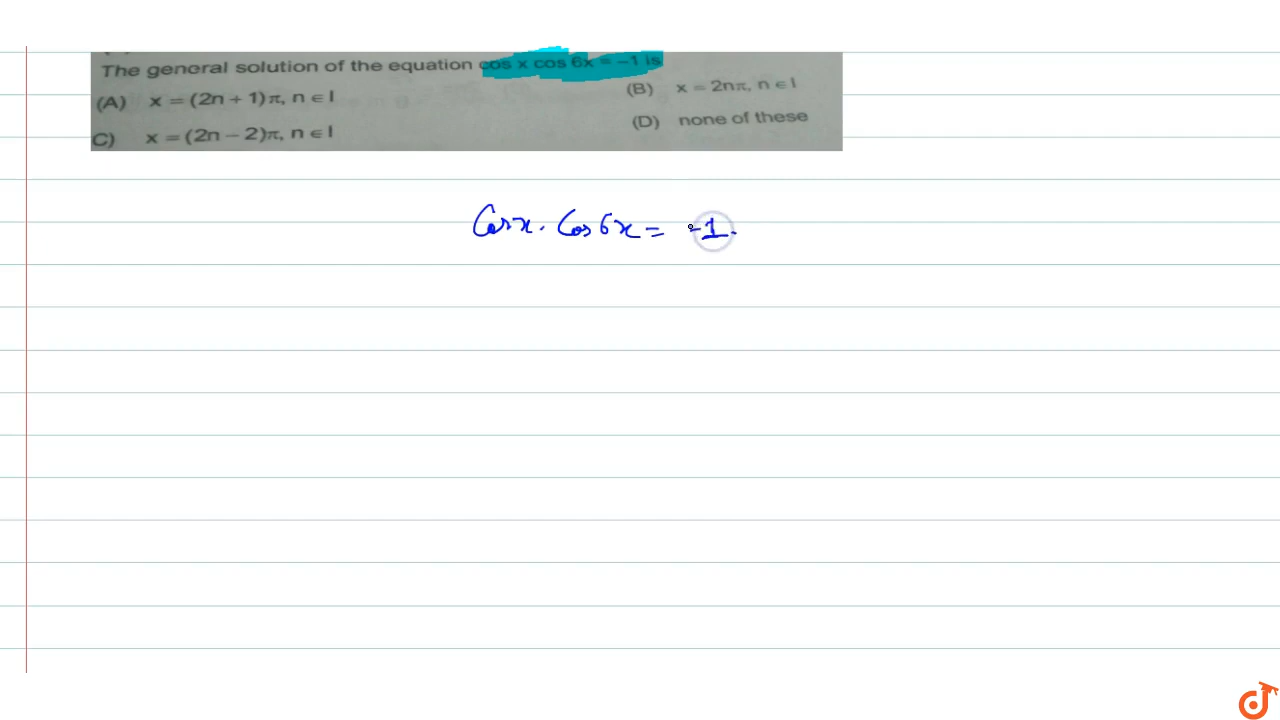 The general solution of the equation cos x cos 6x = −1 is
(A) x = (2n + 1)π, n ∈ I
(B) x = 2nπ, n ∈ I
C) x = (2n − 2)π, n ∈ I
(D) none of these
Cosx. Cos6x = -1.